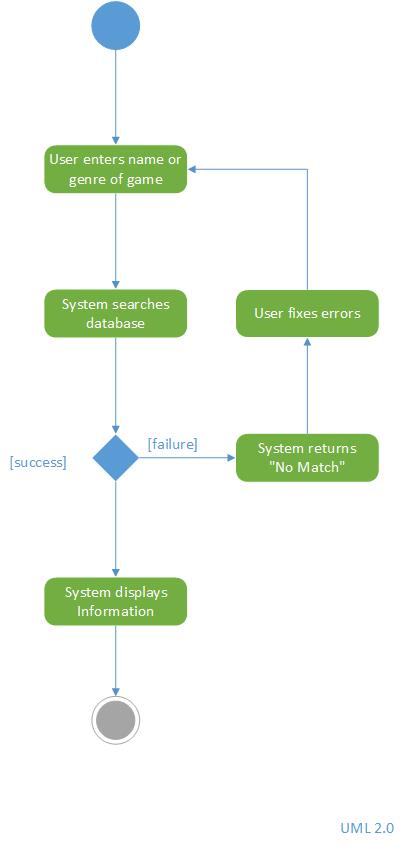 User enters name or
genre of game
System searches
database
User fixes errors
[failure]
[success]
System returns
"No Match"
System displays
Information
UML 2.0